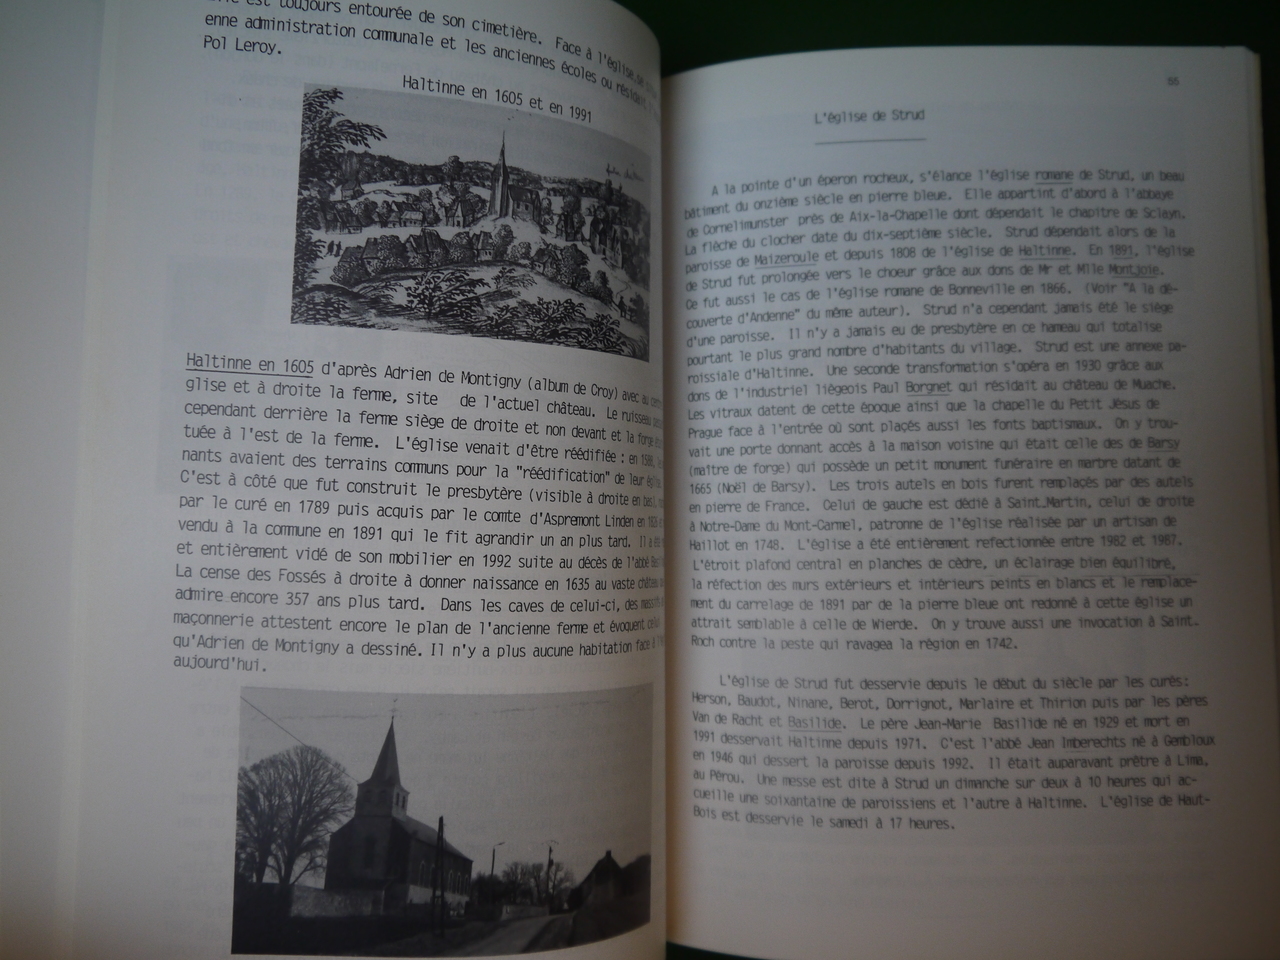 est toujours entourée de son cimetière. Face à l'église se
enne administration communale et les anciennes écoles ou
Pol Leroy.
Haltinne en 1605 et en 1991
Haltinne en 1605 d'après Adrien de Montigny (album de Croy) avec au
glise et à droite la ferme, site de l'actuel château. Le ruisseau
cependant derrière la ferme siège de droite et non devant et la forge
tuée à l'est de la ferme. L'église venait d'être réédifiée : en
nants avaient des terrains communs pour la "réédification" de leur
C'est à côté que fut construit le presbytère (visible à droite en
par le curé en 1789 puis acquis par le comte d'Aspremont Linden en
vendu à la commune en 1891 qui le fit agrandir un an plus tard. Il
et entièrement vidé de son mobilier en 1992 suite au décès de l'abbé
La cense des Fossés à droite à donner naissance en 1635 au vaste château
admire encore 357 ans plus tard. Dans les caves de celui-ci, des
maçonnerie attestent encore le plan de l'ancienne ferme et évoquent
qu'Adrien de Montigny a dessiné. Il n'y a plus aucune habitation face à
aujourd'hui.
55
L'église de Strud
A la pointe d'un éperon rocheux, s'élance l'église romane de Strud, un beau
bâtiment du onzième siècle en pierre bleue. Elle appartint d'abord à l'abbaye
de Cornelimunster près de Aix-la-Chapelle dont dépendait le chapitre de Sclayn.
La flèche du clocher date du dix-septième siècle. Strud dépendait alors de la
paroisse de Maizeroule et depuis 1808 de l'église de Haltinne. En 1891, l'église
de Strud fut prolongée vers le choeur grâce aux dons de Mr et Mlle Montjoie.
Ce fut aussi le cas de l'église romane de Bonneville en 1866. (Voir "A la dé-
couverte d'Andenne" du même auteur). Strud n'a cependant jamais été le siège
d'une paroisse. Il n'y a jamais eu de presbytère en ce hameau qui totalise
pourtant le plus grand nombre d'habitants du village. Strud est une annexe pa-
roissiale d'Haltinne. Une seconde transformation s'opéra en 1930 grâce aux
dons de l'industriel liégeois Paul Borgnet qui résidait au château de Muache.
Les vitraux datent de cette époque ainsi que la chapelle du Petit Jésus de
Prague face à l'entrée où sont plaçés aussi les fonts baptismaux. On y trou-
vait une porte donnant accès à la maison voisine qui était celle des de Barsy
(maître de forge) qui possède un petit monument funéraire en marbre datant de
1665 (Noël de Barsy). Les trois autels en bois furent remplaçés par des autels
en pierre de France. Celui de gauche est dédié à Saint.Martin, celui de droite
à Notre-Dame du Mont-Carmel, patronne de l'église réalisée par un artisan de
Haillot en 1748. L'église a été entièrement refectionnée entre 1982 et 1987.
L'étroit plafond central en planches de cèdre, un éclairage bien équilibré,
la réfection des murs extérieurs et intérieurs peints en blancs et le remplace-
ment du carrelage de 1891 par de la pierre bleue ont redonné à cette église un
attrait semblable à celle de Wierde. On y trouve aussi une invocation à Saint.
Roch contre la peste qui ravagea la région en 1742.
L'église de Strud fut desservie depuis le début du siècle par les curés:
Herson, Baudot, Ninane, Berot, Dorrignot, Marlaire et Thirion puis par les pères
Van de Racht et Basilide. Le père Jean-Marie Basilide né en 1929 et mort en
1991 desservait Haltinne depuis 1971. C'est l'abbé Jean Imberechts né à Gembloux
en 1946 qui dessert la paroisse depuis 1992. Il était auparavant prêtre à Lima,
au Pérou. Une messe est dite à Strud un dimanche sur deux à 10 heures qui ac-
cueille une soixantaine de paroissiens et l'autre à Haltinne. L'église de Haut-
Bois est desservie le samedi à 17 heures.